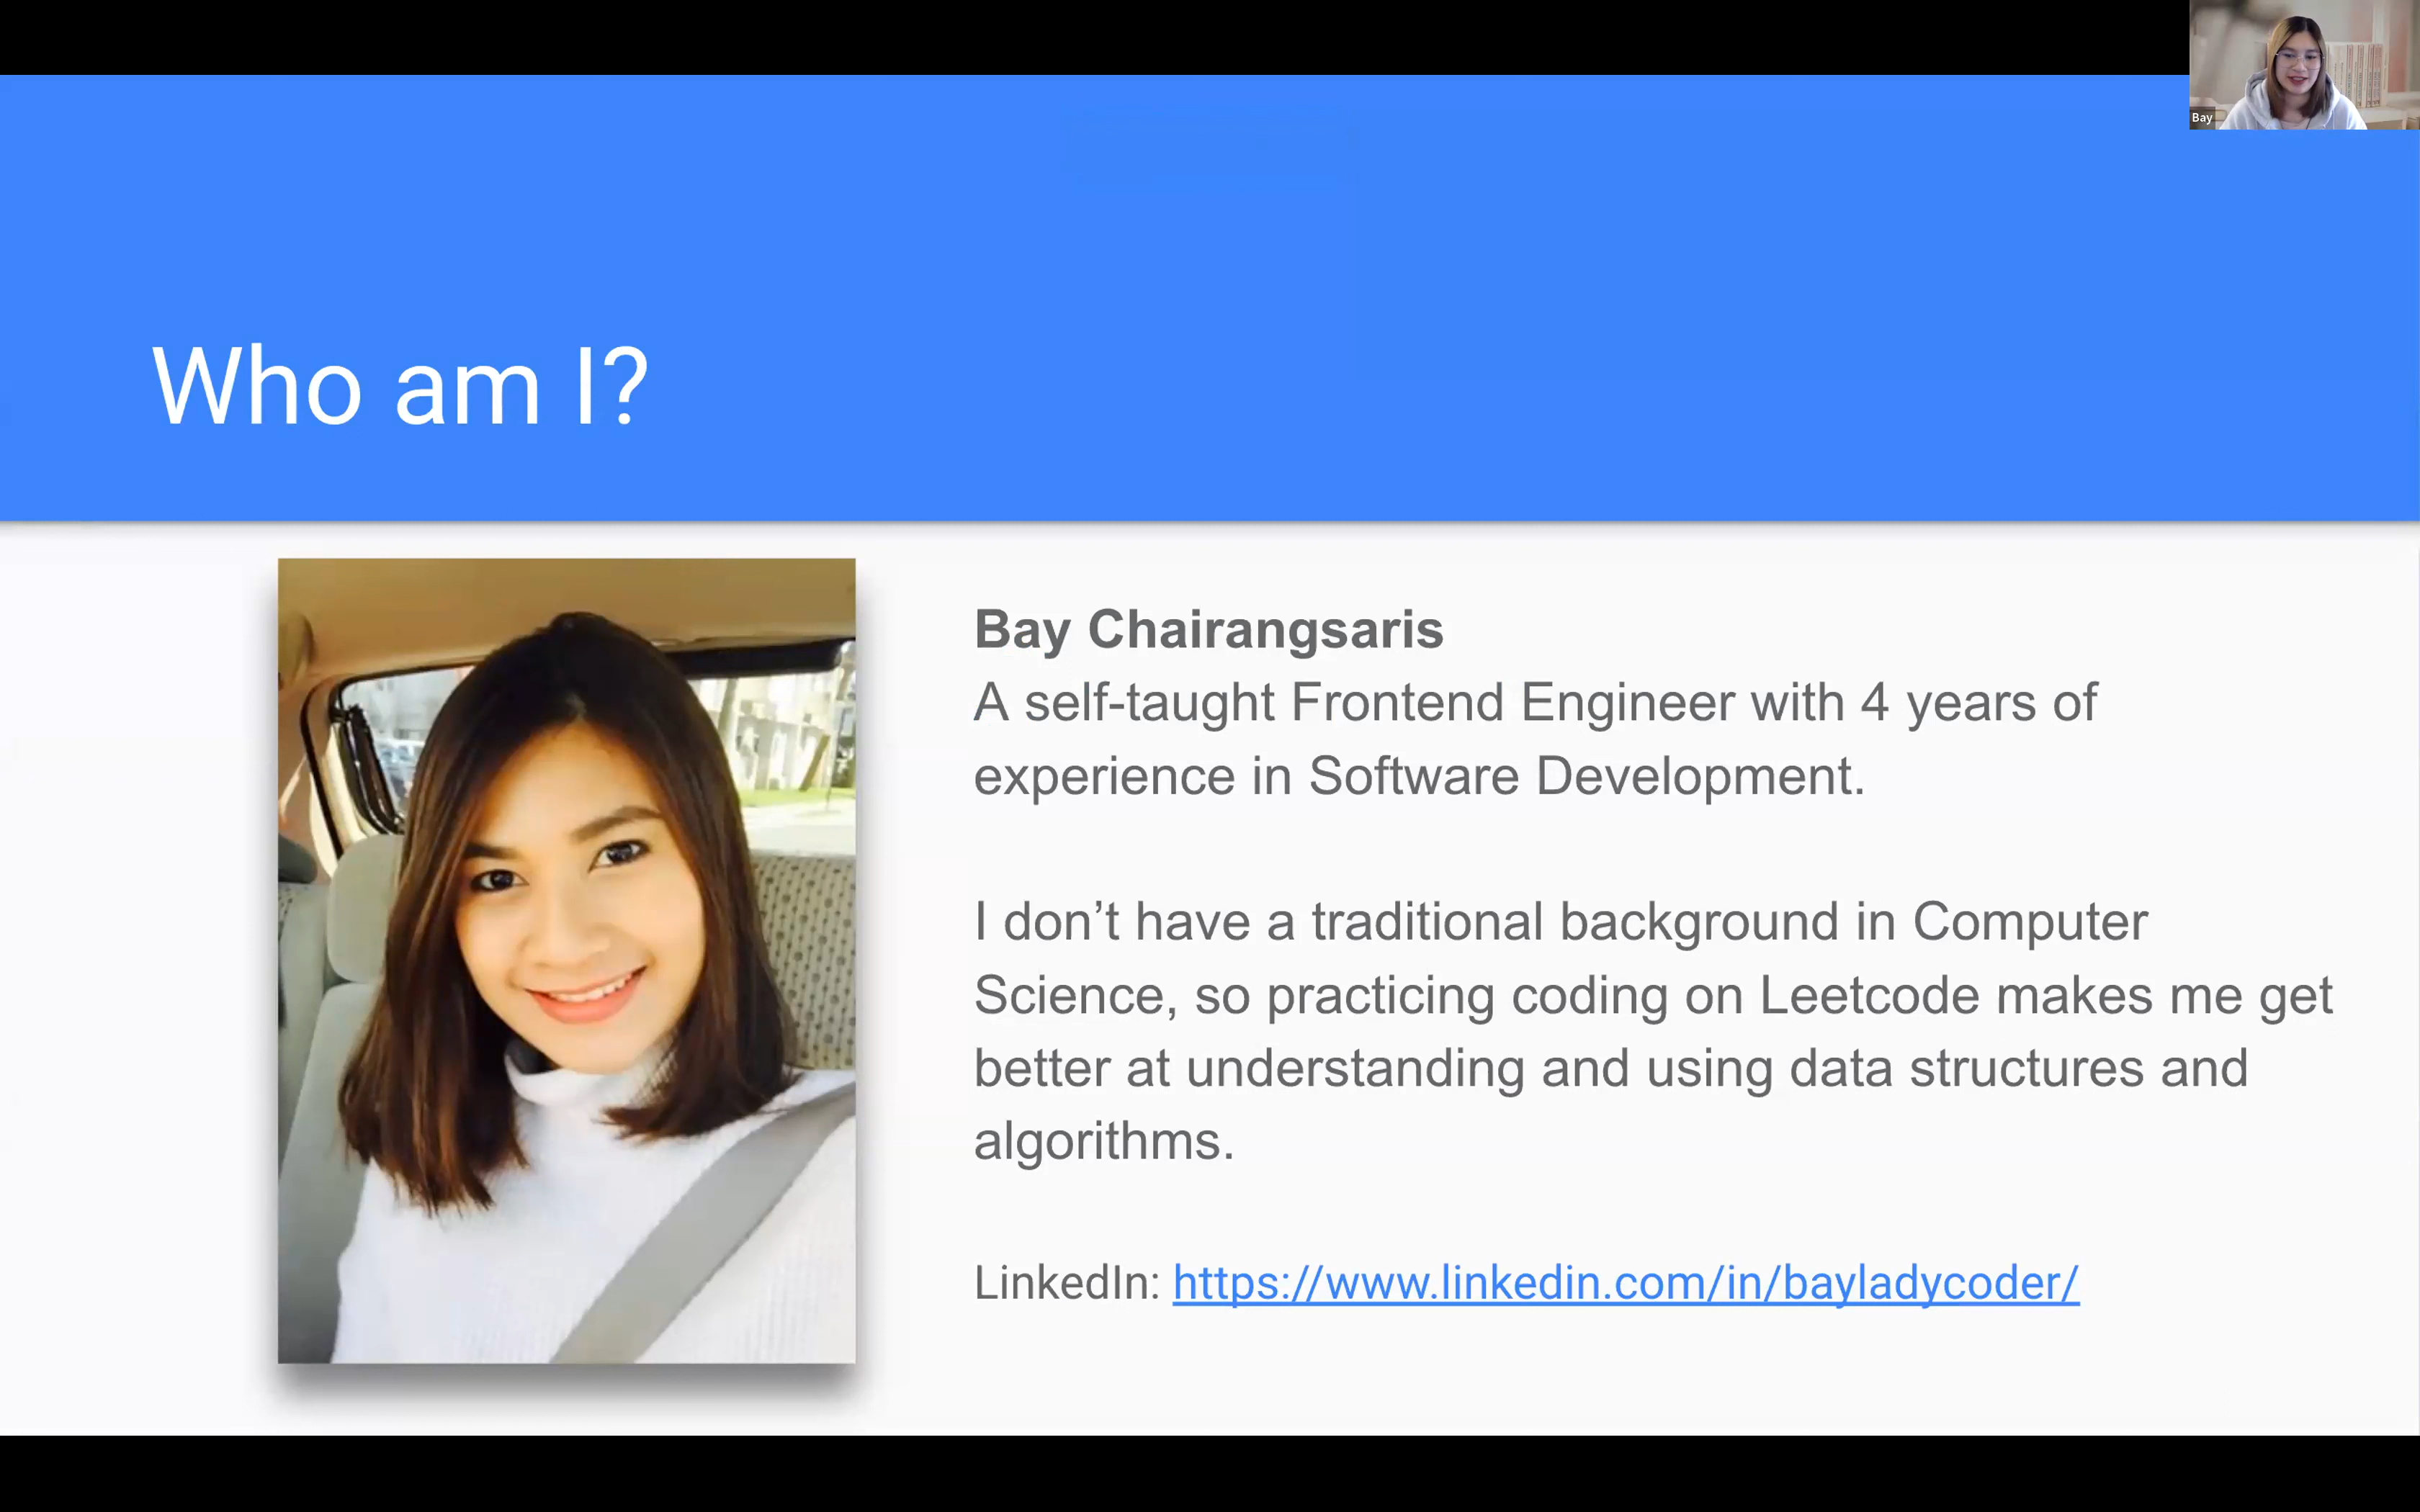 Bay
Who am I?
Bay Chairangsaris
A self-taught Frontend Engineer with 4 years of
experience in Software Development.
I don’t have a traditional background in Computer
Science, so practicing coding on Leetcode makes me get
better at understanding and using data structures and
algorithms.
LinkedIn: https://www.linkedin.com/in/bayladycoder/